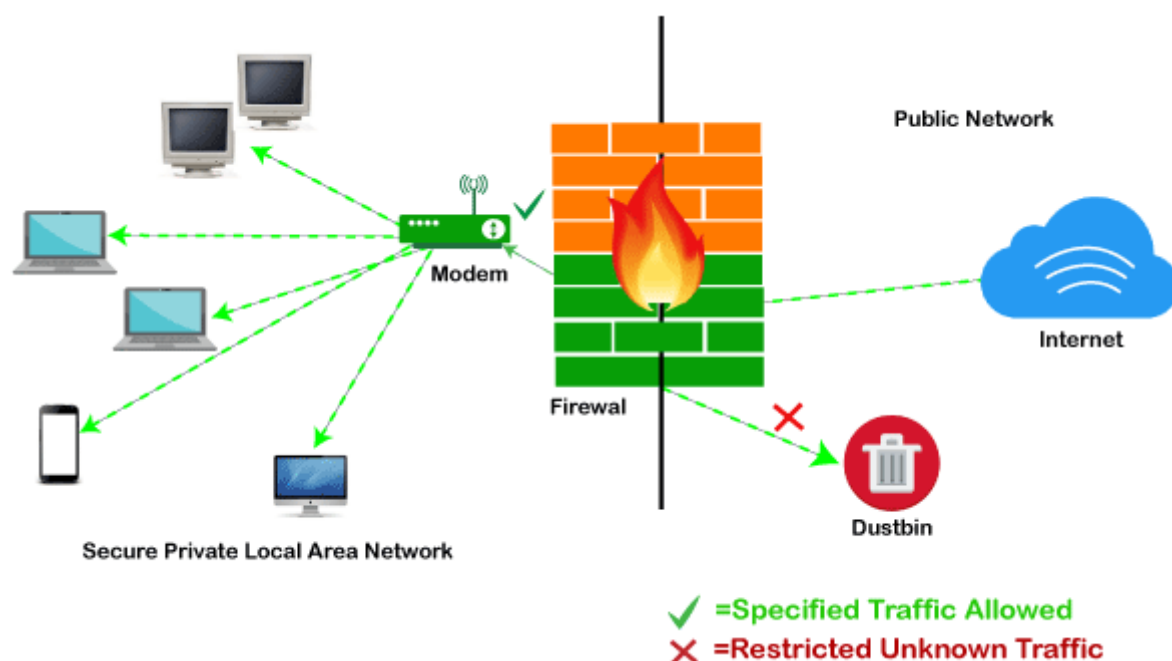 Public Network
Modem
Internet
Firewal
Dustbin
Secure Private Local Area Network
=Specified Traffic Allowed
=Restricted Unknown Traffic